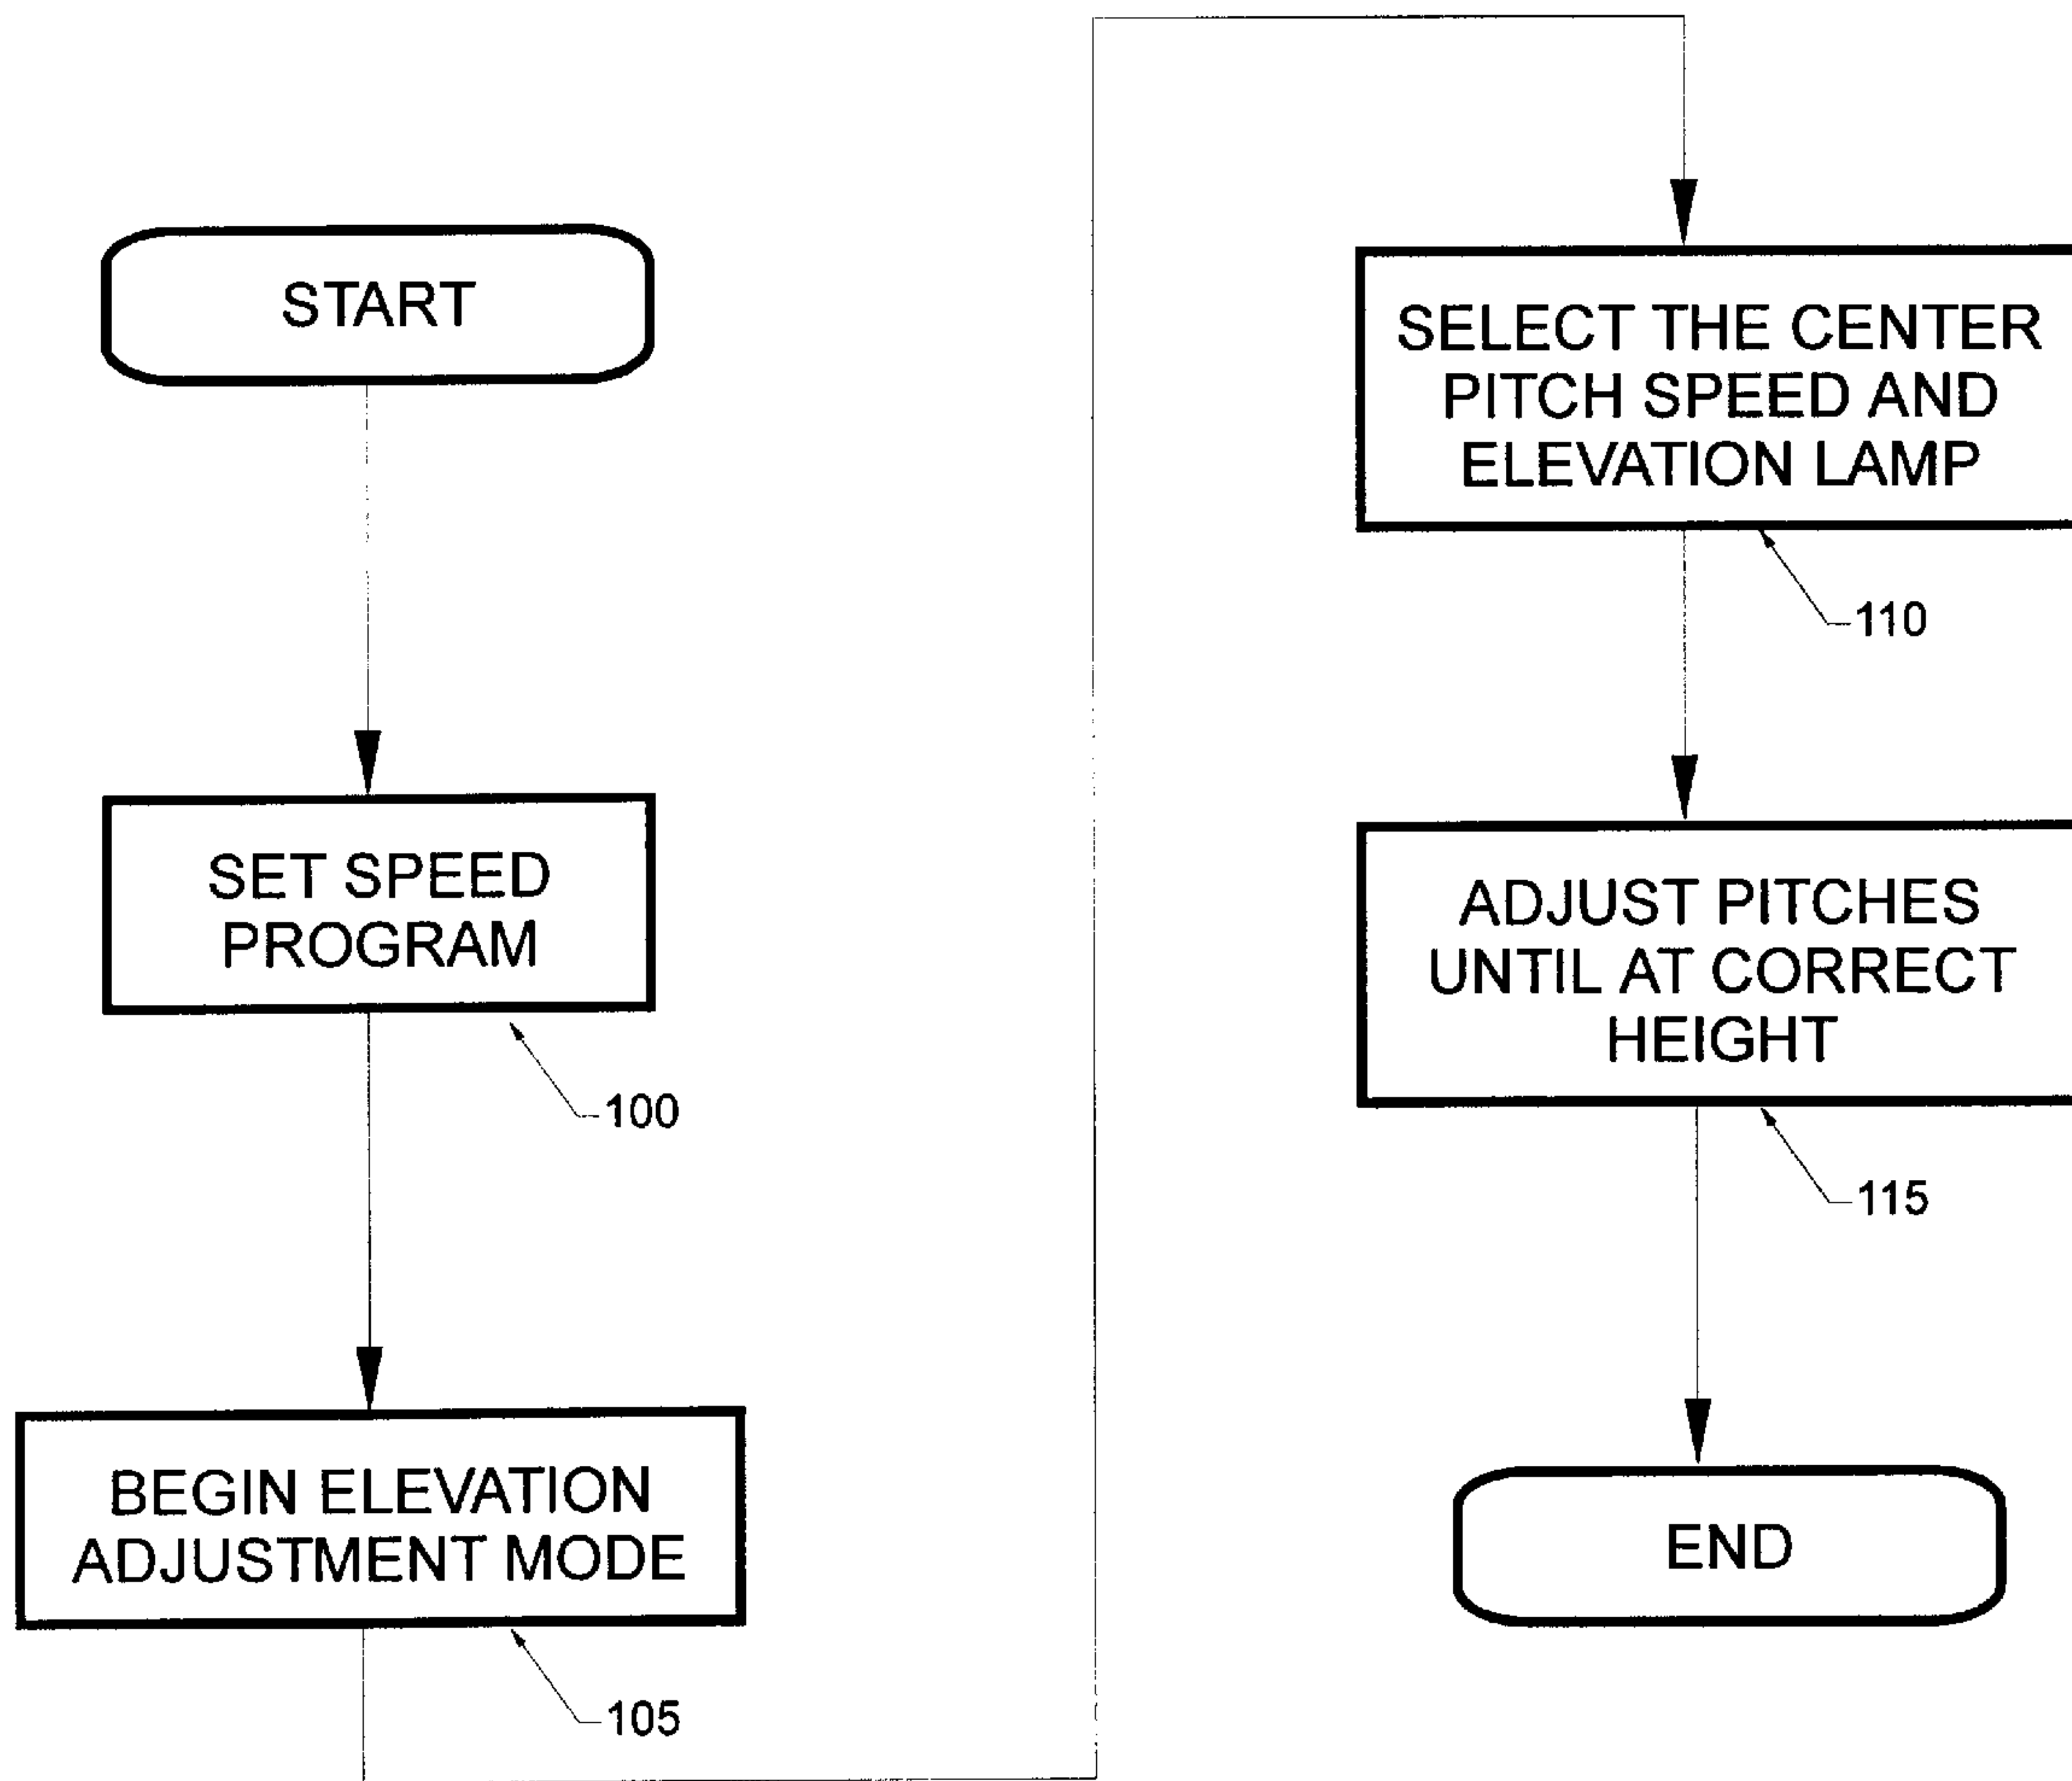 START
SET SPEED
PROGRAM
100
BEGIN ELEVATION
ADJUSTMENT MODE
105
SELECT THE CENTER
PITCH SPEED AND
ELEVATION LAMP
110
ADJUST PITCHES
UNTIL AT CORRECT
HEIGHT
115
END